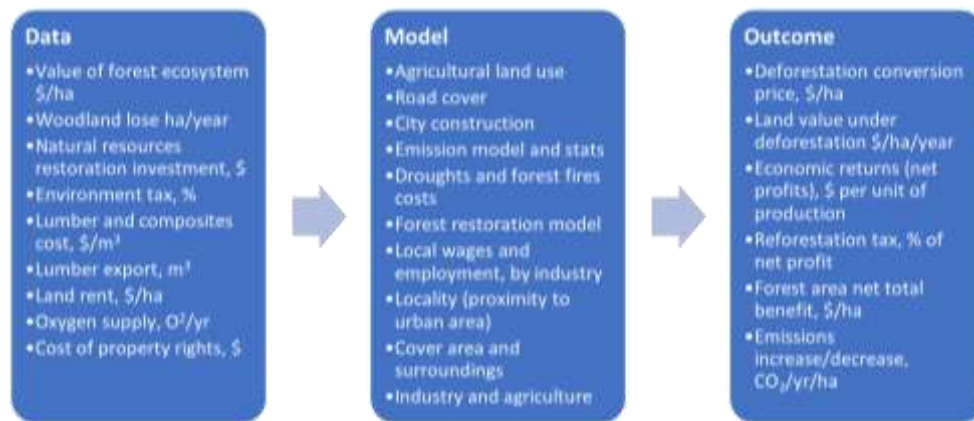 Data
•Value of forest ecosystem
$/ha
•Woodland lose ha/year
•Natural resources
restoration investment, $
•Environment tax, %
•Lumber and composites
cost, $/m³
•Lumber export, m³
•Land rent, $/ha
•Oxygen supply, O²/yr
•Cost of property rights, $
Model
•Agricultural land use
•Road cover
•City construction
•Emission model and stats
•Droughts and forest fires
costs
•Forest restoration model
•Local wages and
employment, by industry
•Locality (proximity to
urban area)
•Cover area and
surroundings
•Industry and agriculture
Outcome
•Deforestation conversion
price, $/ha
•Land value under
deforestation $/ha/year
•Economic returns (net
profits), $ per unit of
production
•Reforestation tax, % of
net profit
•Forest area net total
benefit, $/ha
•Emissions
increase/decrease,
CO₂/yr/ha